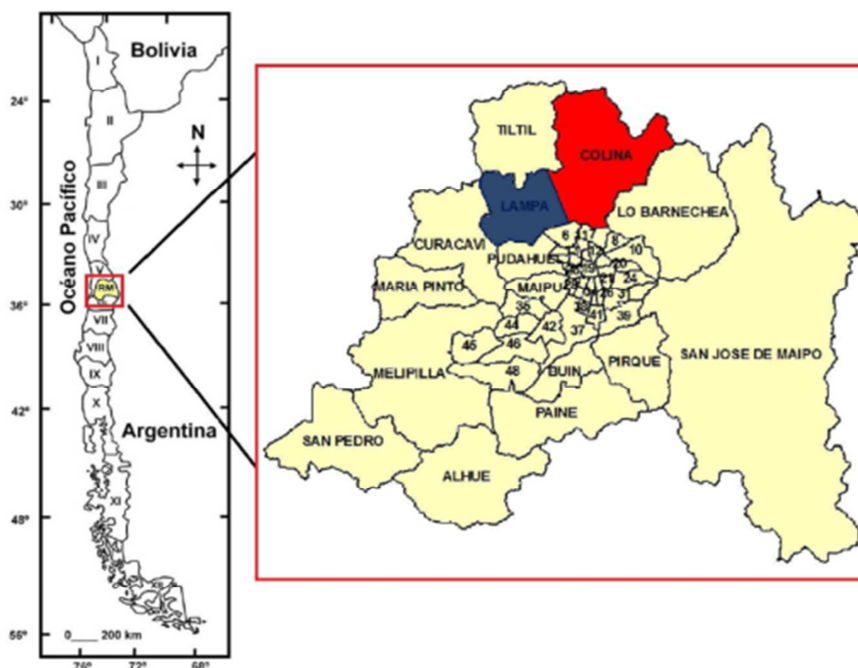 Bolivia
I
II
III
IV
V
RM
VII
VIII
IX
X
XI
N
Océano Pacífico
Argentina
24°
30°
36°
42°
48°
56°
0 200 km
76° 72° 68°
TILTIL
COLINA
LAMPA
LO BARNECHEA
CURACAVI
6
17
8
10
PUDAHUEL
12
20
MARIA PINTO
MAIPU
24
31
35
41
39
44
42
37
45
46
SAN JOSE DE MAIPO
MELIPILLA
48
BUIN
PIRQUE
PAINE
SAN PEDRO
ALHUE